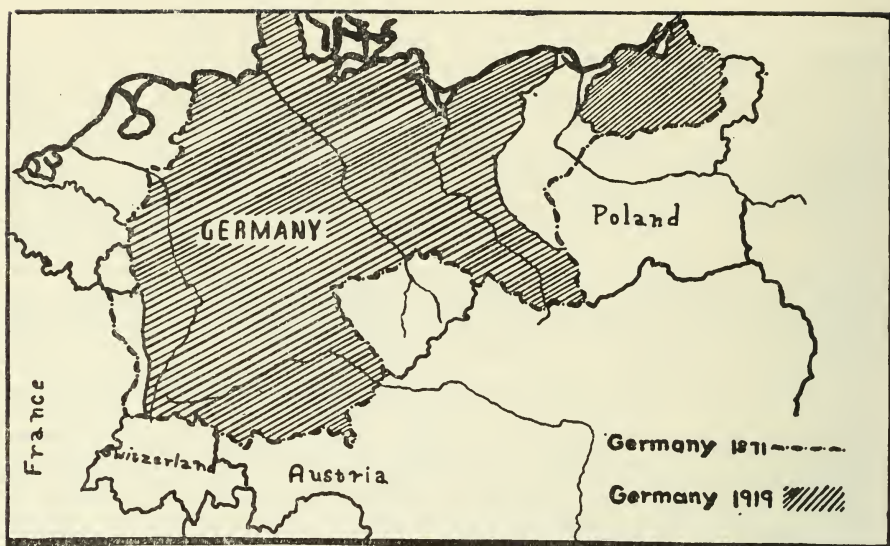 GERMANY
Poland
France
Switzerland
Austria
Germany 1871
Germany 1919